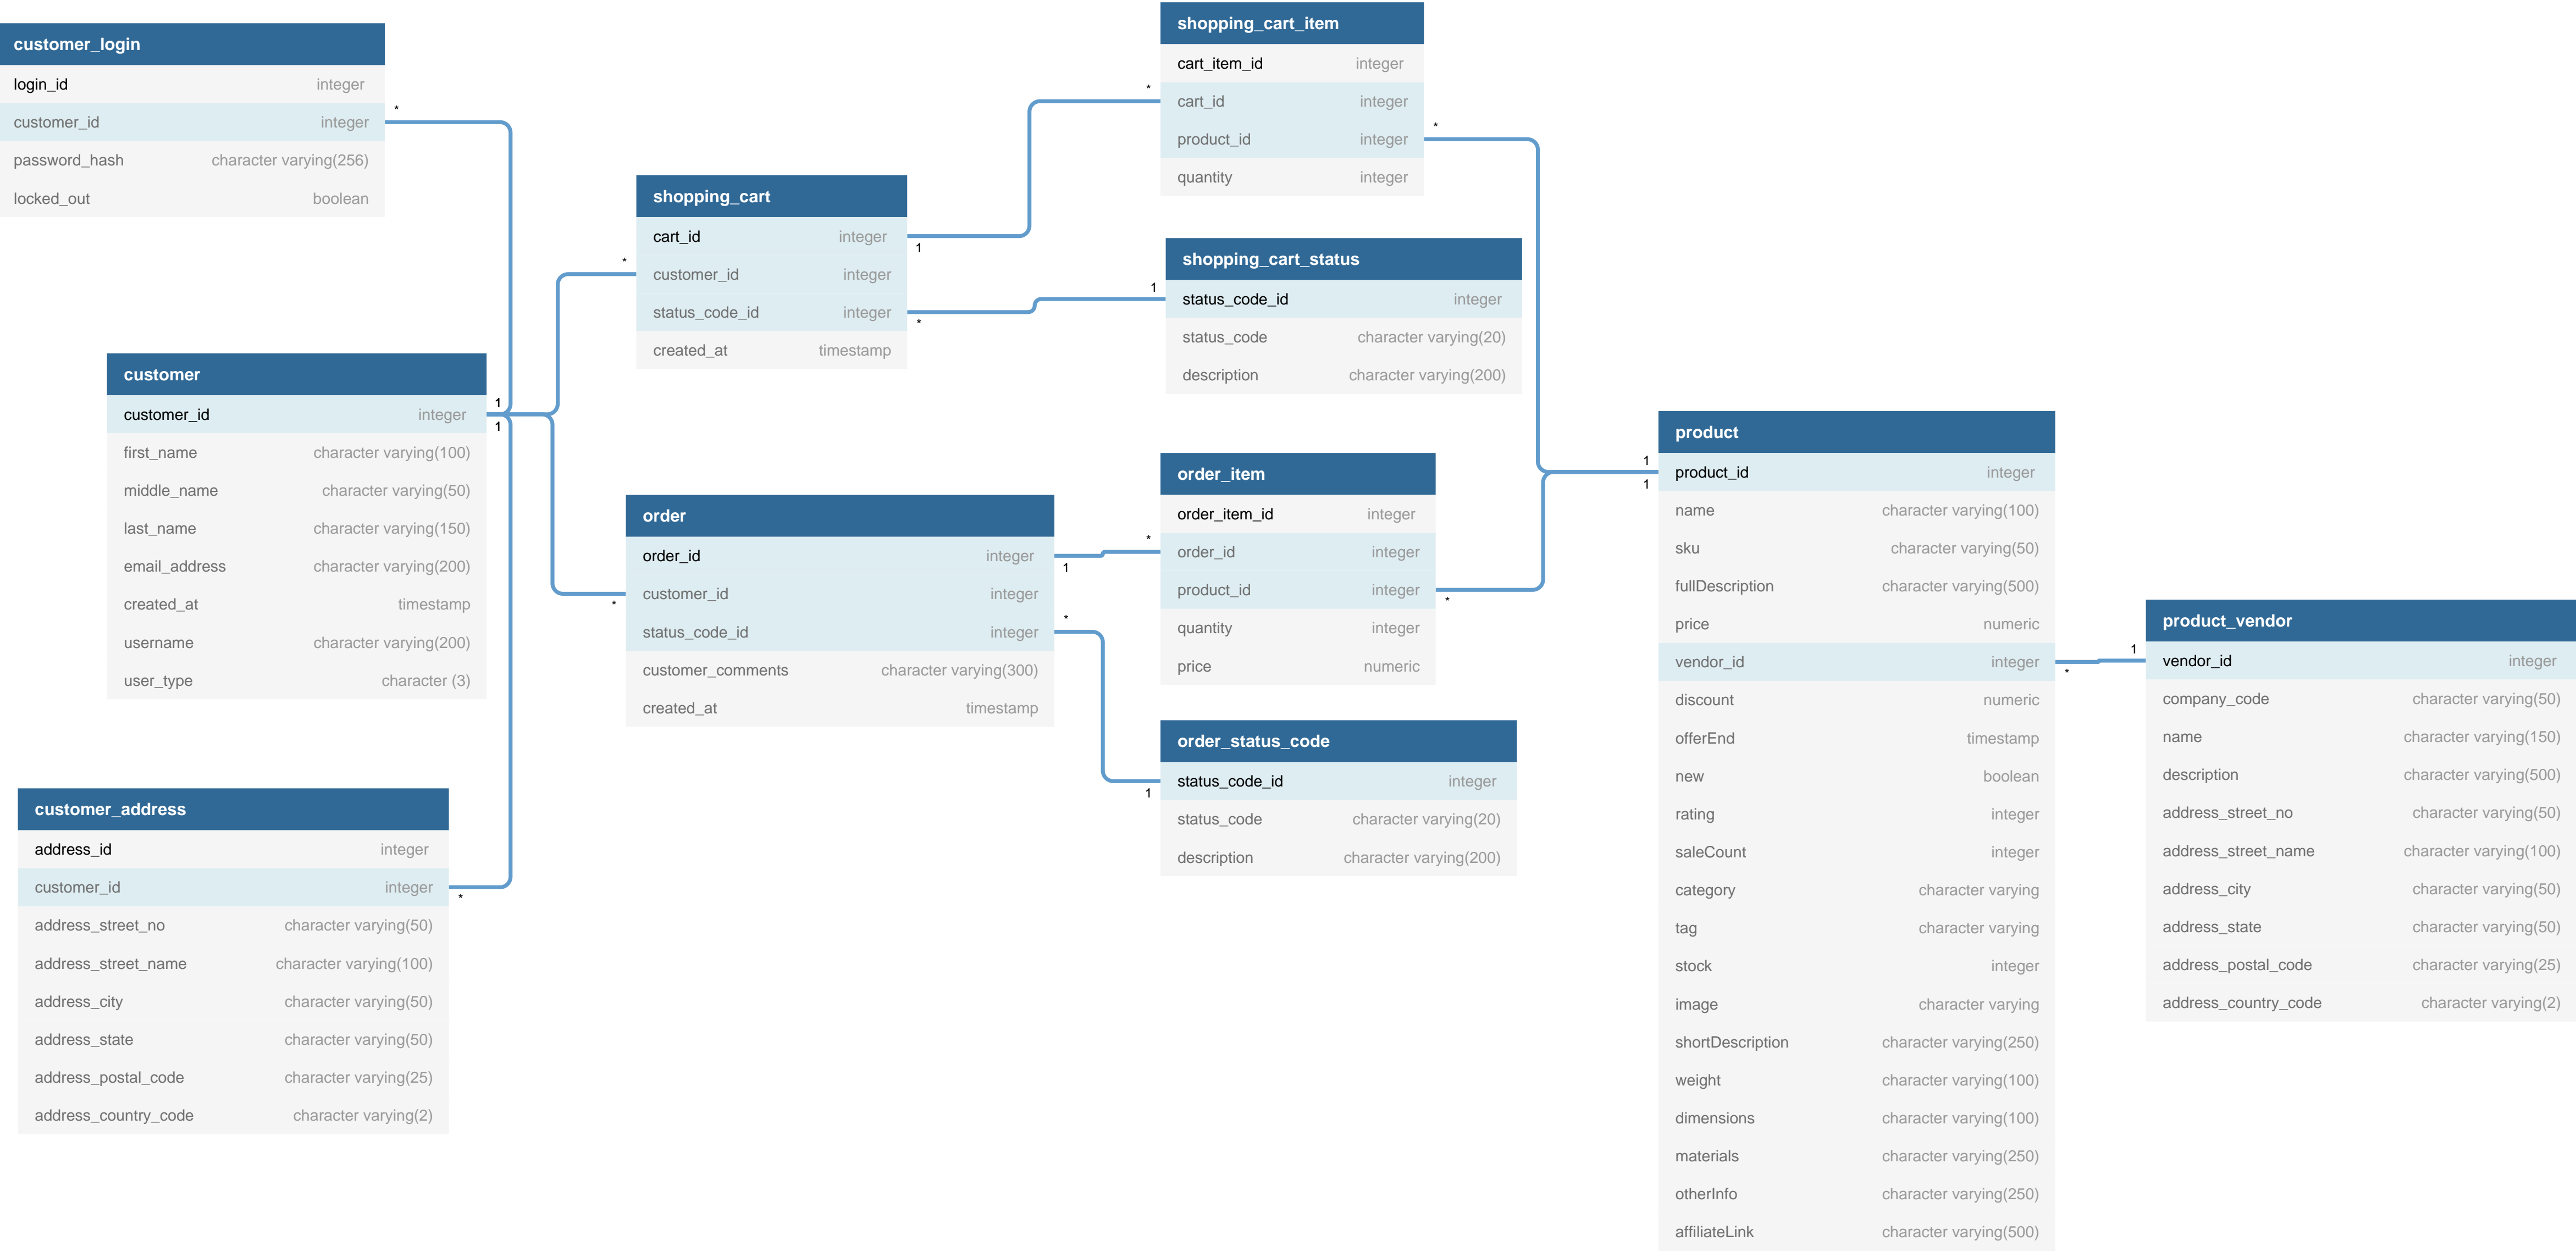 customer_login
login_id integer
customer_id integer
password_hash character varying(256)
locked_out boolean
*
customer
customer_id integer
first_name character varying(100)
middle_name character varying(50)
last_name character varying(150)
email_address character varying(200)
created_at timestamp
username character varying(200)
user_type character (3)
1
1
customer_address
address_id integer
customer_id integer
address_street_no character varying(50)
address_street_name character varying(100)
address_city character varying(50)
address_state character varying(50)
address_postal_code character varying(25)
address_country_code character varying(2)
*
shopping_cart
cart_id integer
customer_id integer
status_code_id integer
created_at timestamp
*
1
*
order
order_id integer
customer_id integer
status_code_id integer
customer_comments character varying(300)
created_at timestamp
*
1
*
shopping_cart_item
cart_item_id integer
cart_id integer
product_id integer
quantity integer
*
*
shopping_cart_status
status_code_id integer
status_code character varying(20)
description character varying(200)
1
order_item
order_item_id integer
order_id integer
product_id integer
quantity integer
price numeric
*
*
order_status_code
status_code_id integer
status_code character varying(20)
description character varying(200)
1
product
product_id integer
name character varying(100)
sku character varying(50)
fullDescription character varying(500)
price numeric
vendor_id integer
discount numeric
offerEnd timestamp
new boolean
rating integer
saleCount integer
category character varying
tag character varying
stock integer
image character varying
shortDescription character varying(250)
weight character varying(100)
dimensions character varying(100)
materials character varying(250)
otherInfo character varying(250)
affiliateLink character varying(500)
1
1
*
product_vendor
vendor_id integer
company_code character varying(50)
name character varying(150)
description character varying(500)
address_street_no character varying(50)
address_street_name character varying(100)
address_city character varying(50)
address_state character varying(50)
address_postal_code character varying(25)
address_country_code character varying(2)
1